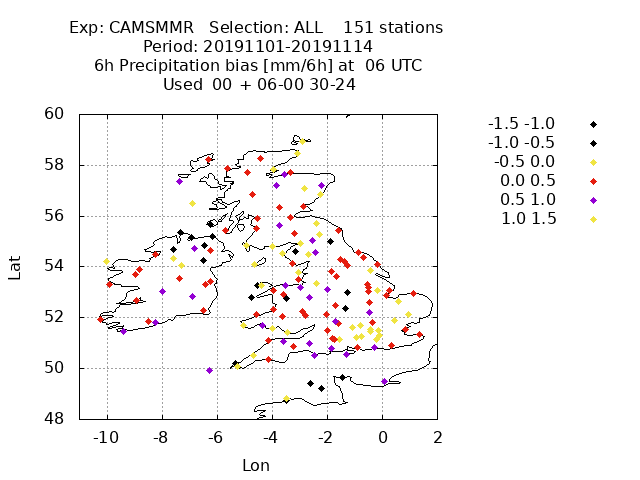 Exp: CAMSMMR Selection: ALL 151 stations
Period: 20191101-20191114
6h Precipitation bias [mm/6h] at 06 UTC
Used 00 + 06-00 30-24
-1.5 -1.0
-1.0 -0.5
-0.5 0.0
0.0 0.5
0.5 1.0
1.0 1.5
60
58
56
54
52
50
48
Lat
-10 -8 -6 -4 -2 0 2
Lon